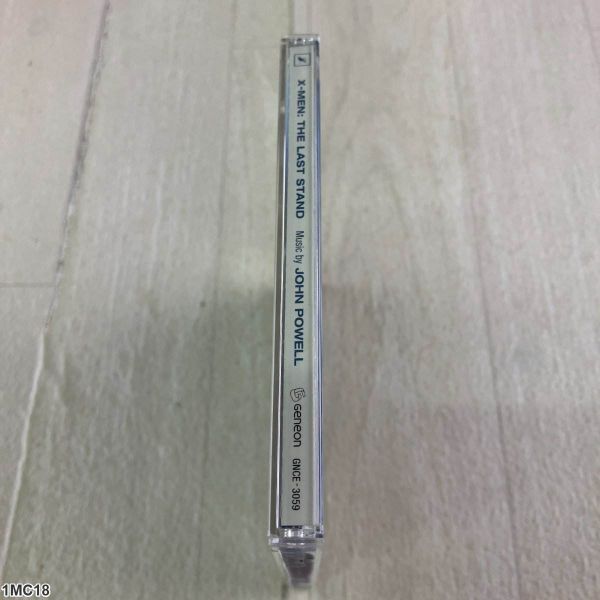 X-MEN: THE LAST STAND Music by JOHN POWELL Geneon GNCE-3059
1MC18